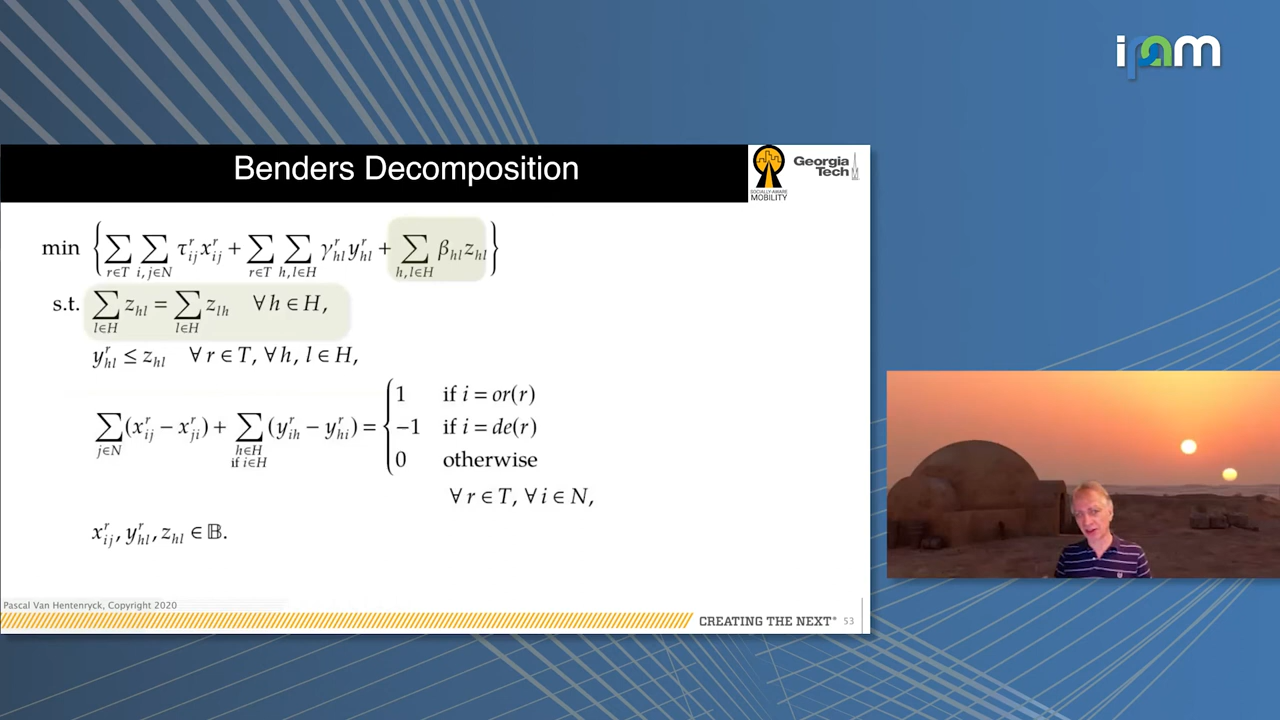 ipam
Benders Decomposition
SOCIALLY-AWARE
MOBILITY
Georgia
Tech
min { ∑_{r∈T} ∑_{i,j∈N} τ^r_{ij} x^r_{ij} + ∑_{r∈T} ∑_{h,l∈H} γ^r_{hl} y^r_{hl} + ∑_{h,l∈H} β_{hl} z_{hl} }
s.t. ∑_{l∈H} z_{hl} = ∑_{l∈H} z_{lh} ∀ h ∈ H,
y^r_{hl} ≤ z_{hl} ∀ r ∈ T, ∀ h, l ∈ H,
∑_{j∈N} (x^r_{ij} − x^r_{ji}) + ∑_{h∈H if i∈H} (y^r_{ih} − y^r_{hi}) = { 1 if i = or(r)
−1 if i = de(r)
0 otherwise
∀ r ∈ T, ∀ i ∈ N,
x^r_{ij}, y^r_{hl}, z_{hl} ∈ 𝔹.
Pascal Van Hentenryck, Copyright 2020
CREATING THE NEXT® 53